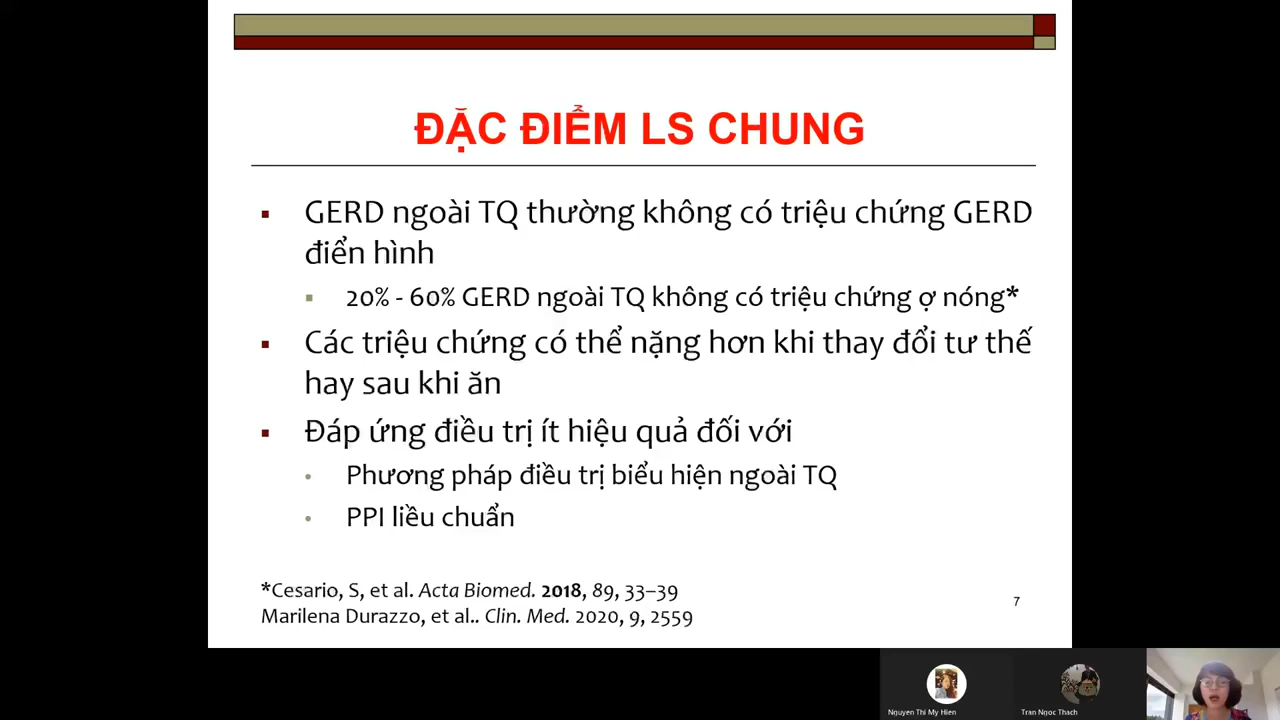 ĐẶC ĐIỂM LS CHUNG
GERD ngoài TQ thường không có triệu chứng GERD
điển hình
20% - 60% GERD ngoài TQ không có triệu chứng ợ nóng*
Các triệu chứng có thể nặng hơn khi thay đổi tư thế
hay sau khi ăn
Đáp ứng điều trị ít hiệu quả đối với
Phương pháp điều trị biểu hiện ngoài TQ
PPI liều chuẩn
*Cesario, S, et al. Acta Biomed. 2018, 89, 33–39
Marilena Durazzo, et al.. Clin. Med. 2020, 9, 2559
7
Nguyen Thi My Hien
Tran Ngoc Thach